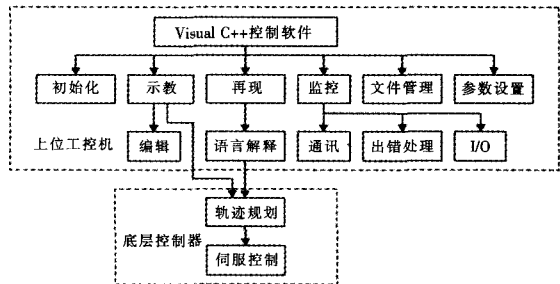 Visual C++控制软件
初始化 示教 再现 监控 文件管理 参数设置
上位工控机 编辑 语言解释 通讯 出错处理 I/O
轨迹规划
底层控制器
伺服控制